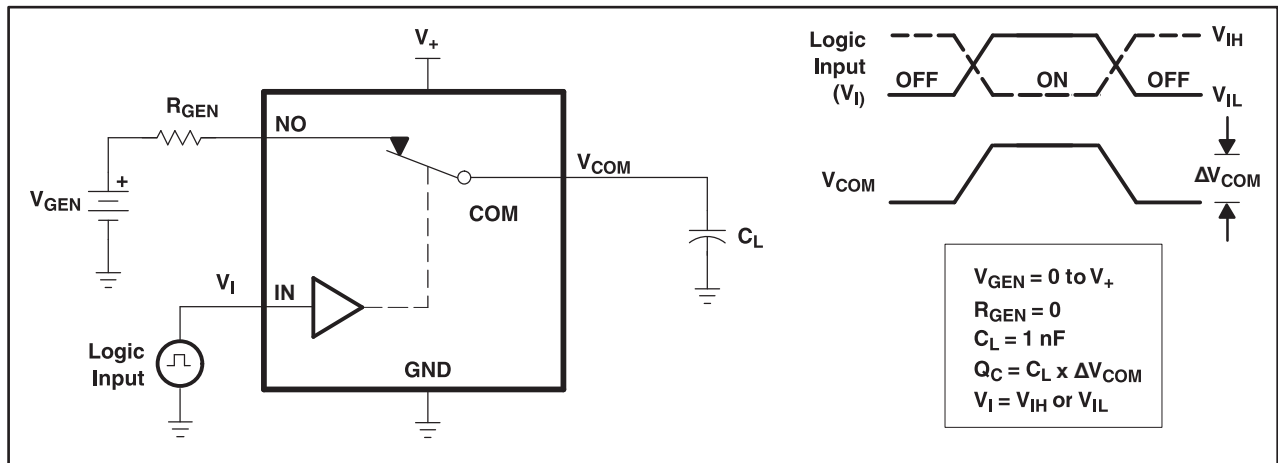 V+
RGEN
NO
VCOM
COM
VGEN
+
CL
VI
IN
Logic
Input
GND
Logic
Input
(VI)
OFF
ON
OFF
VIH
VIL
VCOM
ΔVCOM
VGEN = 0 to V+
RGEN = 0
CL = 1 nF
QC = CL x ΔVCOM
VI = VIH or VIL